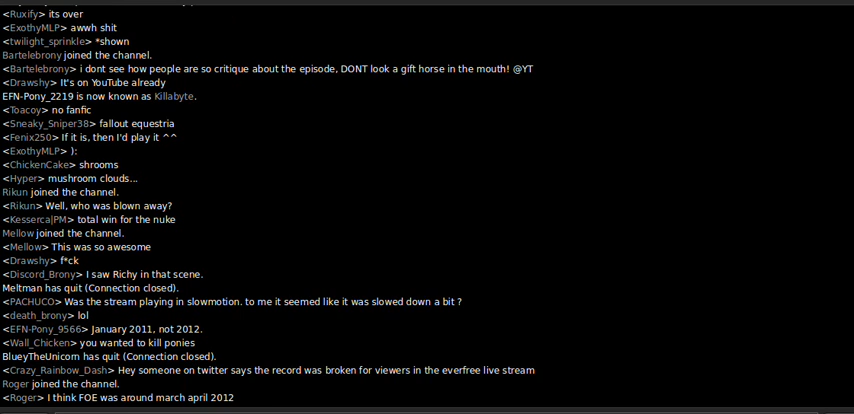 <Ruxify> its over
<ExothyMLP> awwh shit
<twilight_sprinkle> *shown
Bartelebrony joined the channel.
<Bartelebrony> i dont see how people are so critique about the episode, DONT look a gift horse in the mouth! @YT
<Drawshy> It's on YouTube already
EFN-Pony_2219 is now known as Killabyte.
<Toacoy> no fanfic
<Sneaky_Sniper38> fallout equestria
<Fenix250> If it is, then I'd play it ^^
<ExothyMLP> ):
<ChickenCake> shrooms
<Hyper> mushroom clouds...
Rikun joined the channel.
<Rikun> Well, who was blown away?
<Kesserca|PM> total win for the nuke
Mellow joined the channel.
<Mellow> This was so awesome
<Drawshy> f*ck
<Discord_Brony> I saw Richy in that scene.
Meltman has quit (Connection closed).
<PACHUCO> Was the stream playing in slowmotion. to me it seemed like it was slowed down a bit ?
<death_brony> lol
<EFN-Pony_9566> January 2011, not 2012.
<Wall_Chicken> you wanted to kill ponies
BlueyTheUnicorn has quit (Connection closed).
<Crazy_Rainbow_Dash> Hey someone on twitter says the record was broken for viewers in the everfree live stream
Roger joined the channel.
<Roger> I think FOE was around march april 2012